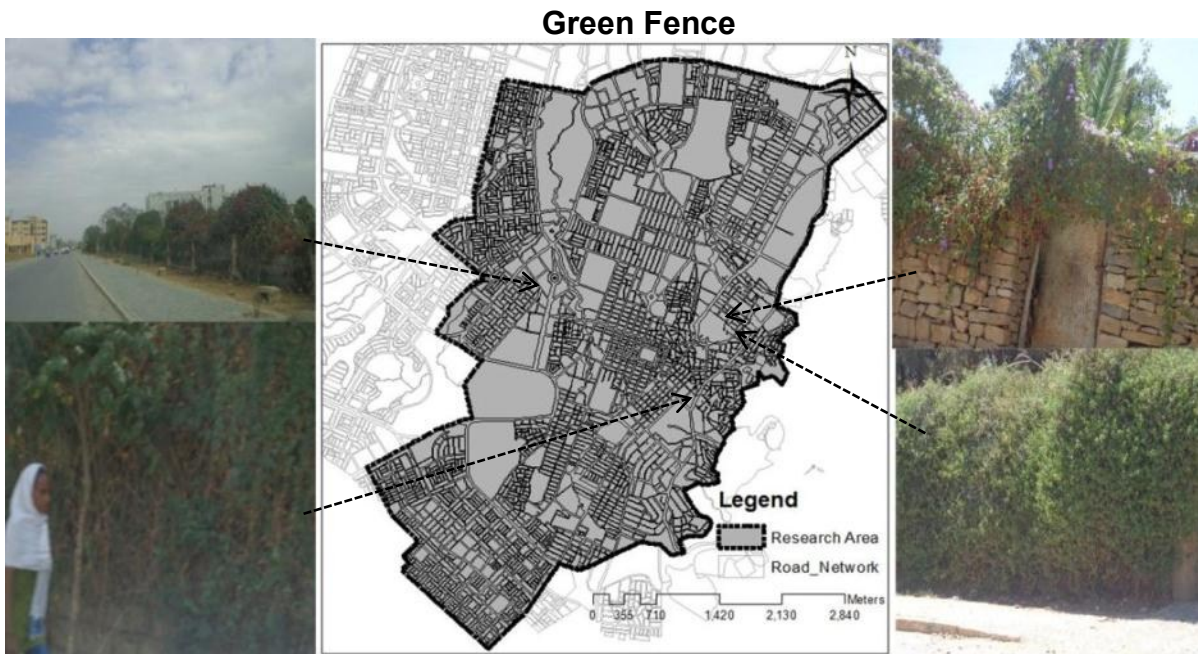 Green Fence
N
Legend
Research Area
Road_Network
Meters
0 355 710 1,420 2,130 2,840